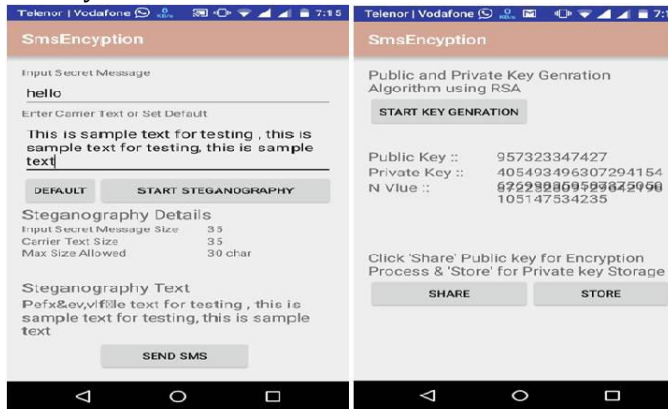 Telenor | Vodafone KB/s 7:15
SmsEncyption
Input Secret Message
hello
Enter Carrier Text or Set Default
This is sample text for testing , this is
sample text for testing, this is sample
text
DEFAULT START STEGANOGRAPHY
Steganography Details
Input Secret Message Size 35
Carrier Text Size 35
Max Size Allowed 30 char
Steganography Text
text for testing , this is
sample text for testing, this is sample
text
SEND SMS
Telenor | Vodafone KB/s
SmsEncyption
Public and Private Key Genration
Algorithm using RSA
START KEY GENRATION
Public Key :: 957323347427
Private Key :: 405493496307294154
N Vlue ::
105147534235
Click 'Share' Public key for Encryption
Process & 'Store' for Private key Storage
SHARE STORE